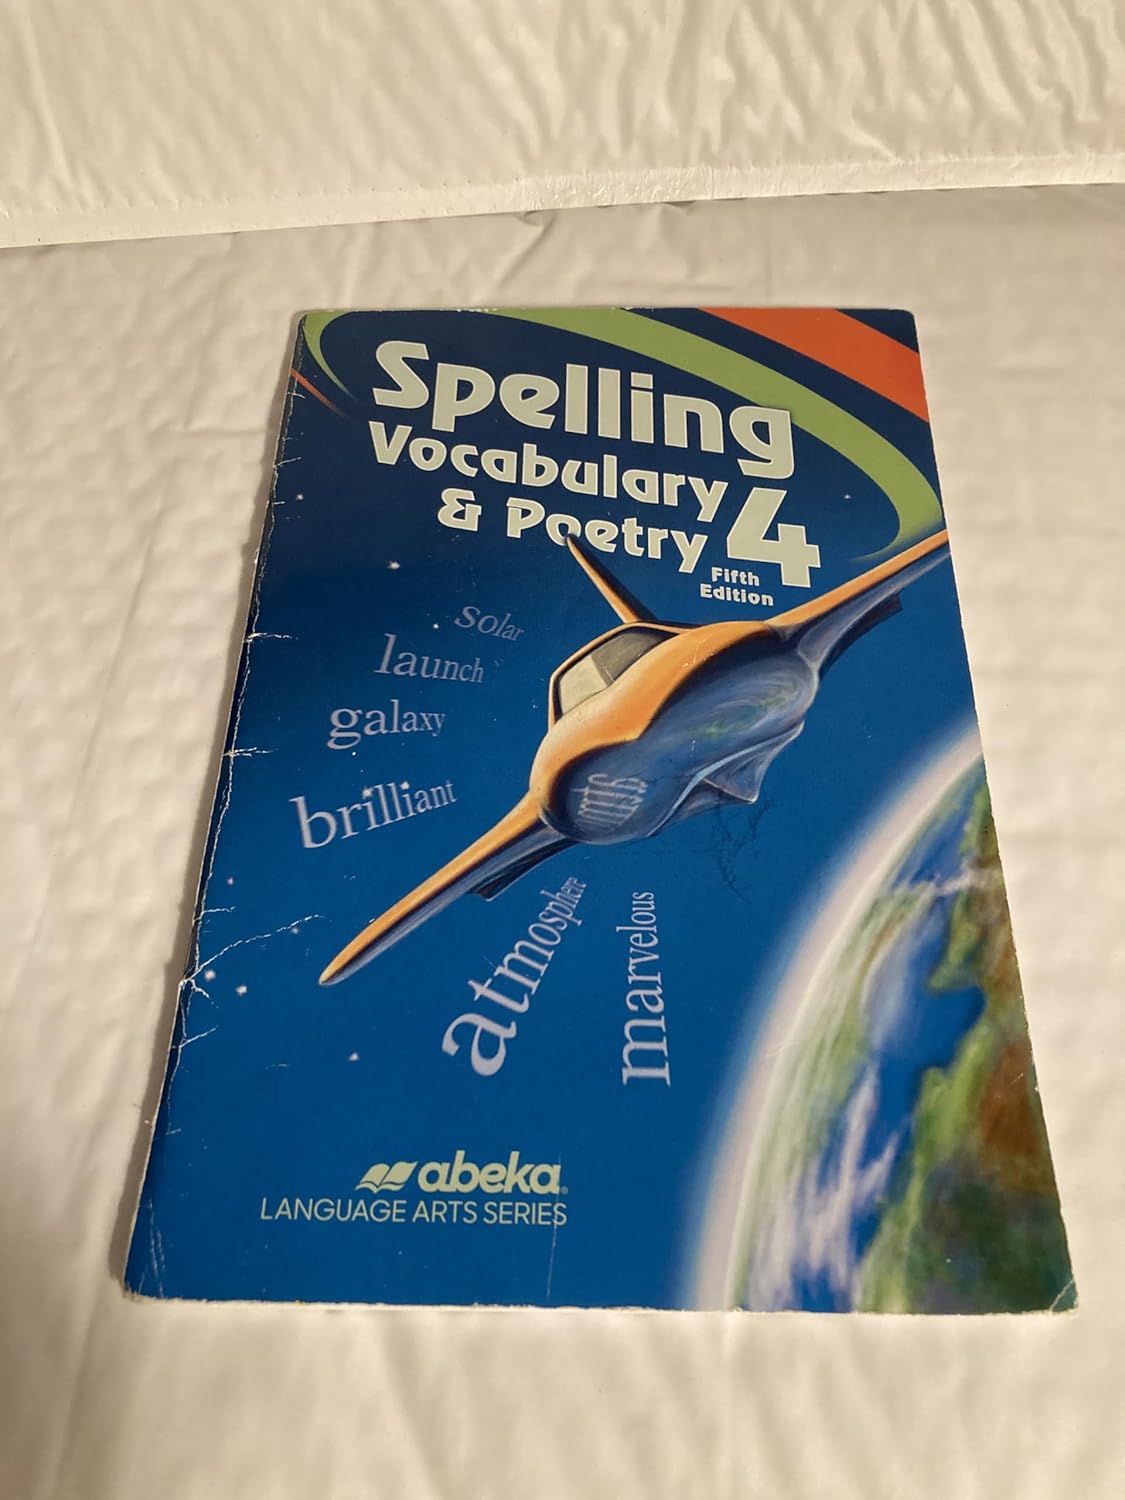 Spelling
Vocabulary
& Poetry 4
Fifth
Edition
solar
launch
galaxy
brilliant
atmosphere
marvelous
abeka
LANGUAGE ARTS SERIES